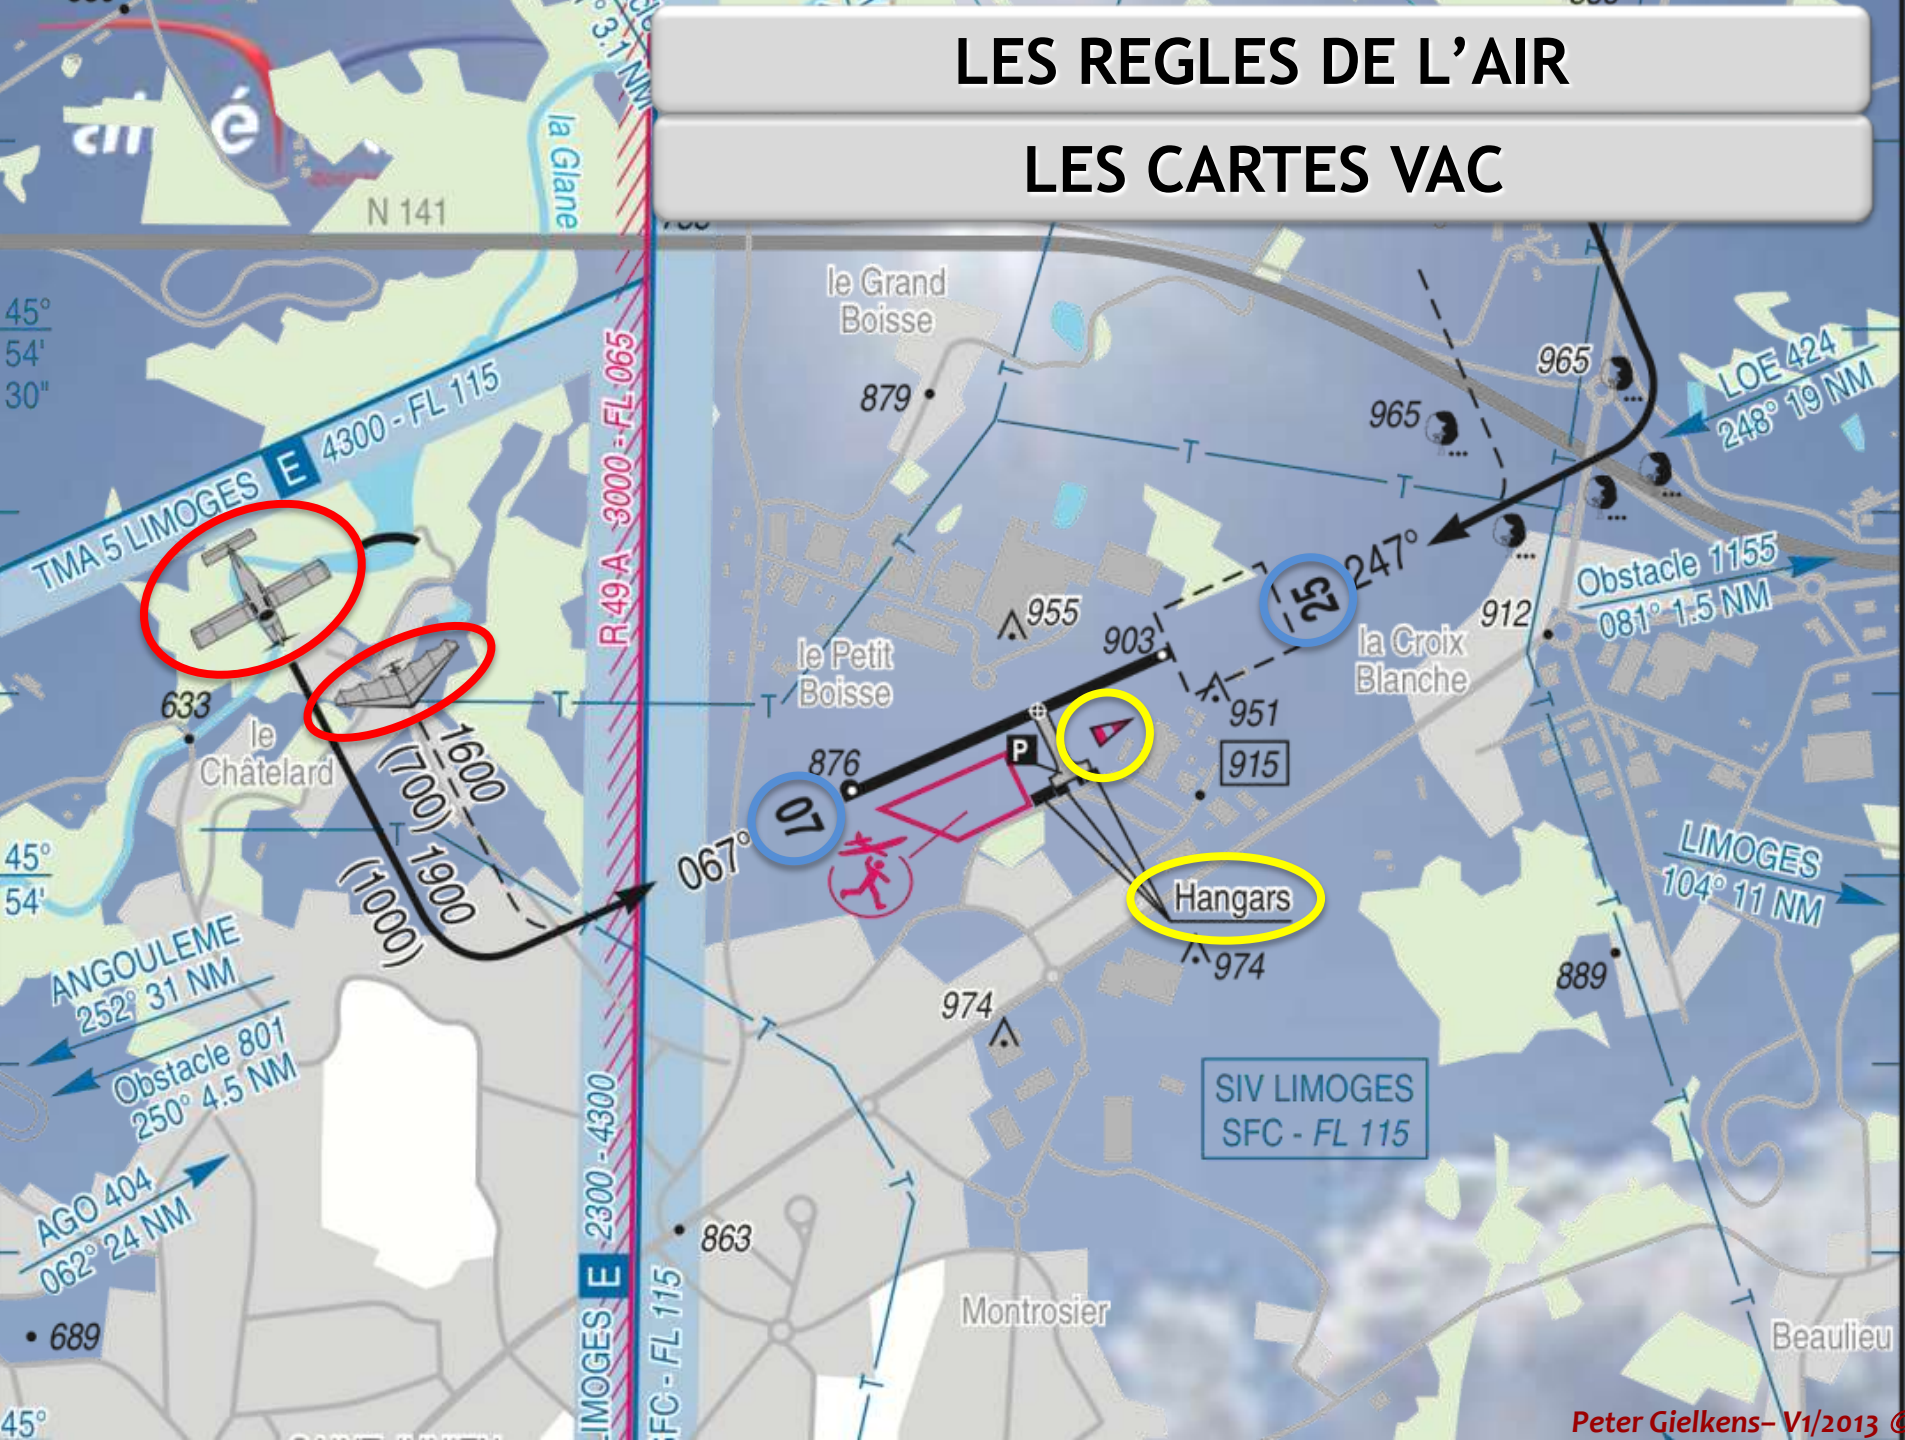 LES REGLES DE L'AIR
LES CARTES VAC
3.1 NM
la Glane
N 141
45°
54'
30"
TMA 5 LIMOGES E 4300 - FL 115
R 49 A 3000 - FL 065
le Grand
Boisse
879
965
965
LOE 424
248° 19 NM
955
903
25
247°
Obstacle 1155
081° 1.5 NM
912
la Croix
Blanche
le Petit
Boisse
633
le
Châtelard
1600
(700)
1900
(1000)
876
P
951
915
07
067°
Hangars
LIMOGES
104° 11 NM
45°
54'
974
974
889
ANGOULEME
252° 31 NM
Obstacle 801
250° 4.5 NM
SIV LIMOGES
SFC - FL 115
AGO 404
062° 24 NM
LIMOGES E 2300 - 4300
SFC - FL 115
863
689
Montrosier
Beaulieu
45°
Peter Gielkens– V1/2013 ©